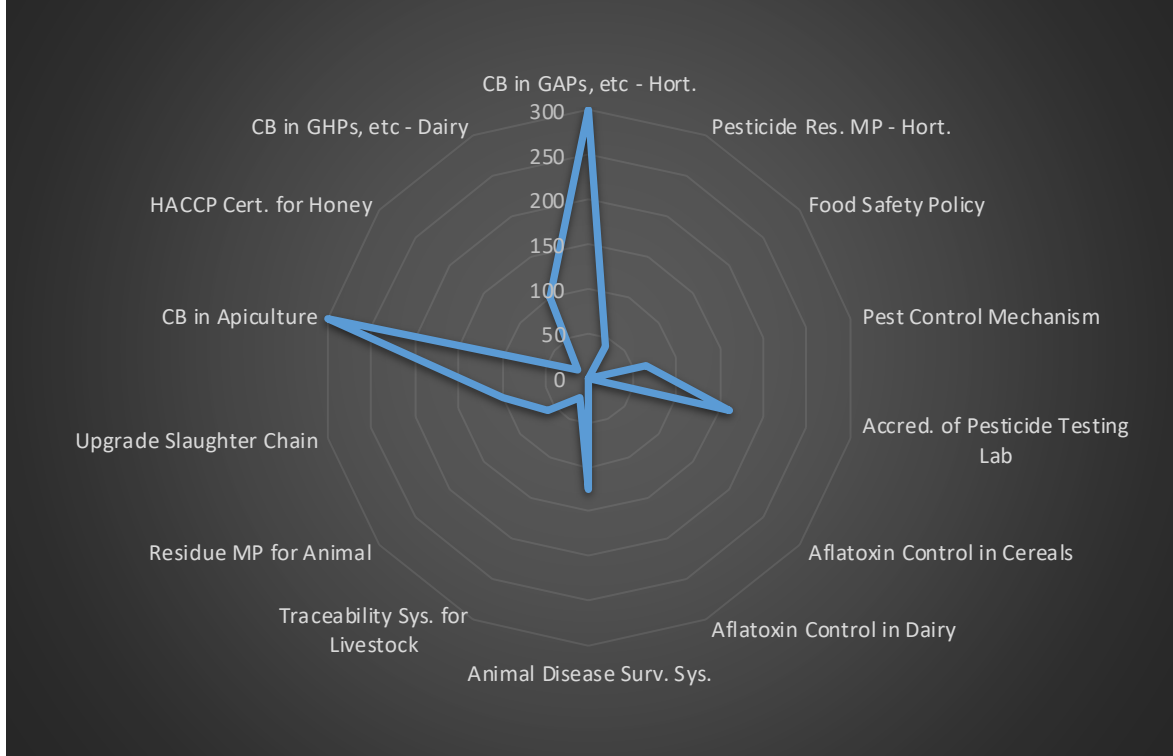 CB in GAPs, etc - Hort.
Pesticide Res. MP - Hort.
Food Safety Policy
Pest Control Mechanism
Accred. of Pesticide Testing
Lab
Aflatoxin Control in Cereals
Aflatoxin Control in Dairy
Animal Disease Surv. Sys.
Traceability Sys. for
Livestock
Residue MP for Animal
Upgrade Slaughter Chain
CB in Apiculture
HACCP Cert. for Honey
CB in GHPs, etc - Dairy
300
250
200
150
100
50
0